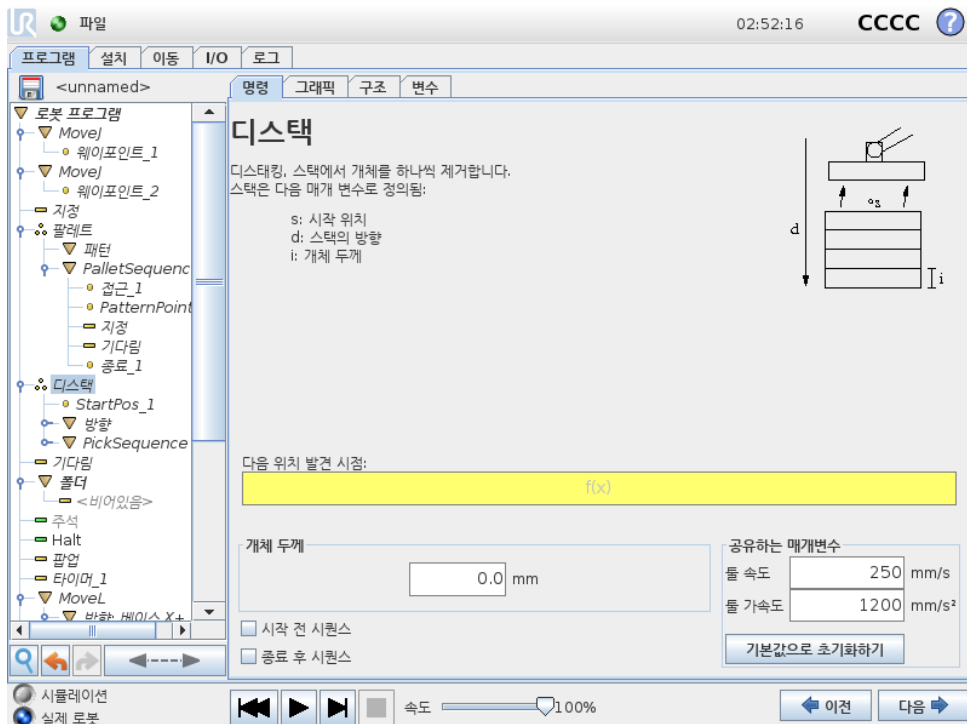 UR 파일 02:52:16 CCCC ?
프로그램 설치 이동 I/O 로그
<unnamed>
명령 그래픽 구조 변수
로봇 프로그램
MoveJ
웨이포인트_1
MoveJ
웨이포인트_2
지정
팔레트
패턴
PalletSequenc
접근_1
PatternPoint
지정
기다림
종료_1
디스택
StartPos_1
방향
PickSequence
기다림
폴더
<비어있음>
주석
Halt
팝업
타이머_1
MoveL
방향: 베이스 X+
디스택
디스태킹, 스택에서 개체를 하나씩 제거합니다.
스택은 다음 매개 변수로 정의됨:
s: 시작 위치
d: 스택의 방향
i: 개체 두께
s
d
i
다음 위치 발견 시점:
f(x)
개체 두께
0.0 mm
시작 전 시퀀스
종료 후 시퀀스
공유하는 매개변수
툴 속도 250 mm/s
툴 가속도 1200 mm/s²
기본값으로 초기화하기
시뮬레이션
실제 로봇
속도 100%
이전 다음